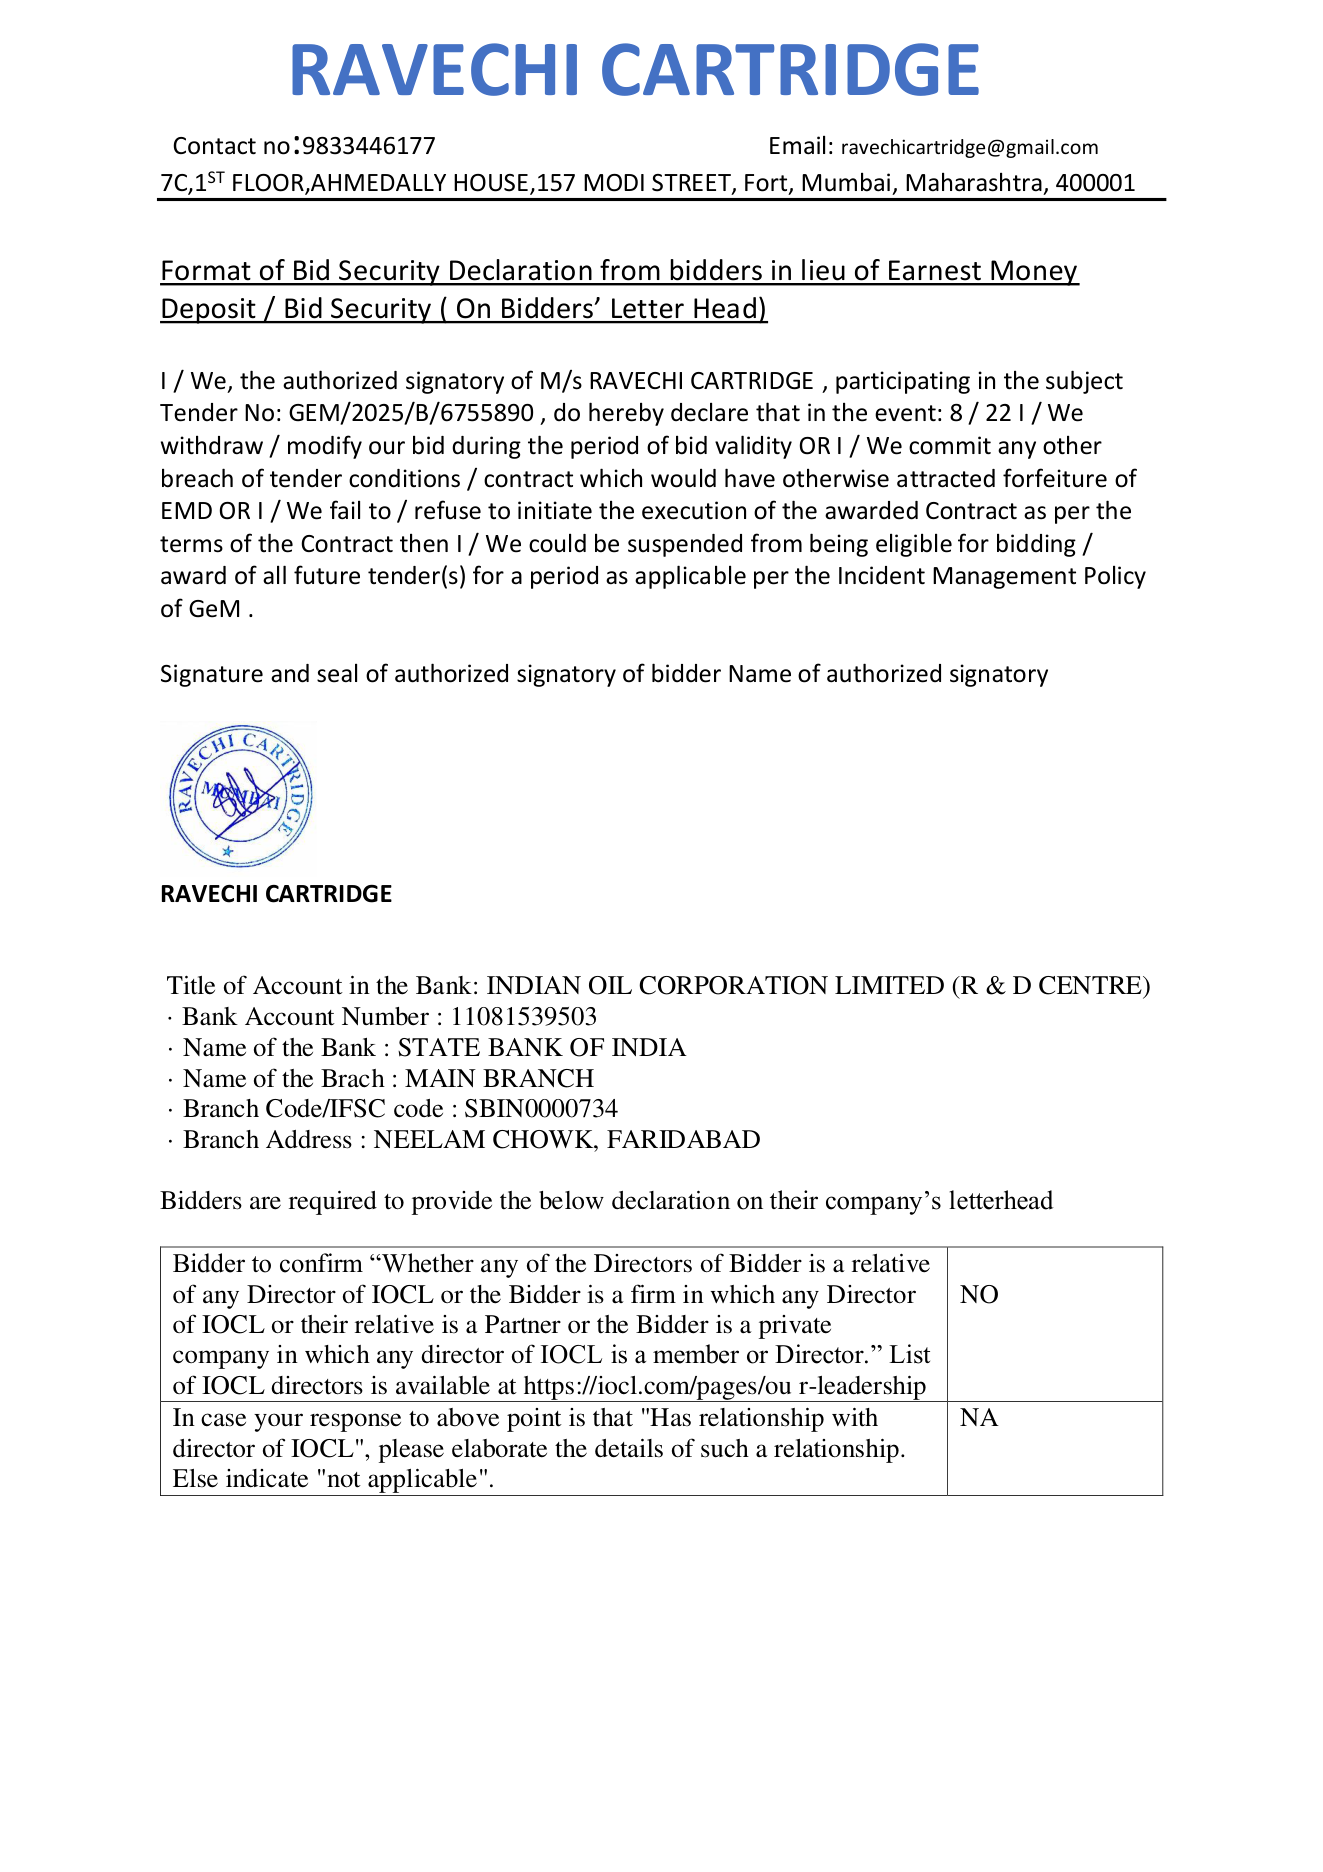 RAVECHI CARTRIDGE
Contact no:9833446177 Email: ravechicartridge@gmail.com
7C,1ST FLOOR,AHMEDALLY HOUSE,157 MODI STREET, Fort, Mumbai, Maharashtra, 400001
Format of Bid Security Declaration from bidders in lieu of Earnest Money
Deposit / Bid Security ( On Bidders’ Letter Head)
I / We, the authorized signatory of M/s RAVECHI CARTRIDGE , participating in the subject
Tender No: GEM/2025/B/6755890 , do hereby declare that in the event: 8 / 22 I / We
withdraw / modify our bid during the period of bid validity OR I / We commit any other
breach of tender conditions / contract which would have otherwise attracted forfeiture of
EMD OR I / We fail to / refuse to initiate the execution of the awarded Contract as per the
terms of the Contract then I / We could be suspended from being eligible for bidding /
award of all future tender(s) for a period as applicable per the Incident Management Policy
of GeM .
Signature and seal of authorized signatory of bidder Name of authorized signatory
RAVECHI CARTRIDGE
MUMBAI
RAVECHI CARTRIDGE
Title of Account in the Bank: INDIAN OIL CORPORATION LIMITED (R & D CENTRE)
· Bank Account Number : 11081539503
· Name of the Bank : STATE BANK OF INDIA
· Name of the Brach : MAIN BRANCH
· Branch Code/IFSC code : SBIN0000734
· Branch Address : NEELAM CHOWK, FARIDABAD
Bidders are required to provide the below declaration on their company’s letterhead
Bidder to confirm “Whether any of the Directors of Bidder is a relative
of any Director of IOCL or the Bidder is a firm in which any Director
of IOCL or their relative is a Partner or the Bidder is a private
company in which any director of IOCL is a member or Director.” List
of IOCL directors is available at https://iocl.com/pages/ou r-leadership
NO
In case your response to above point is that "Has relationship with
director of IOCL", please elaborate the details of such a relationship.
Else indicate "not applicable".
NA